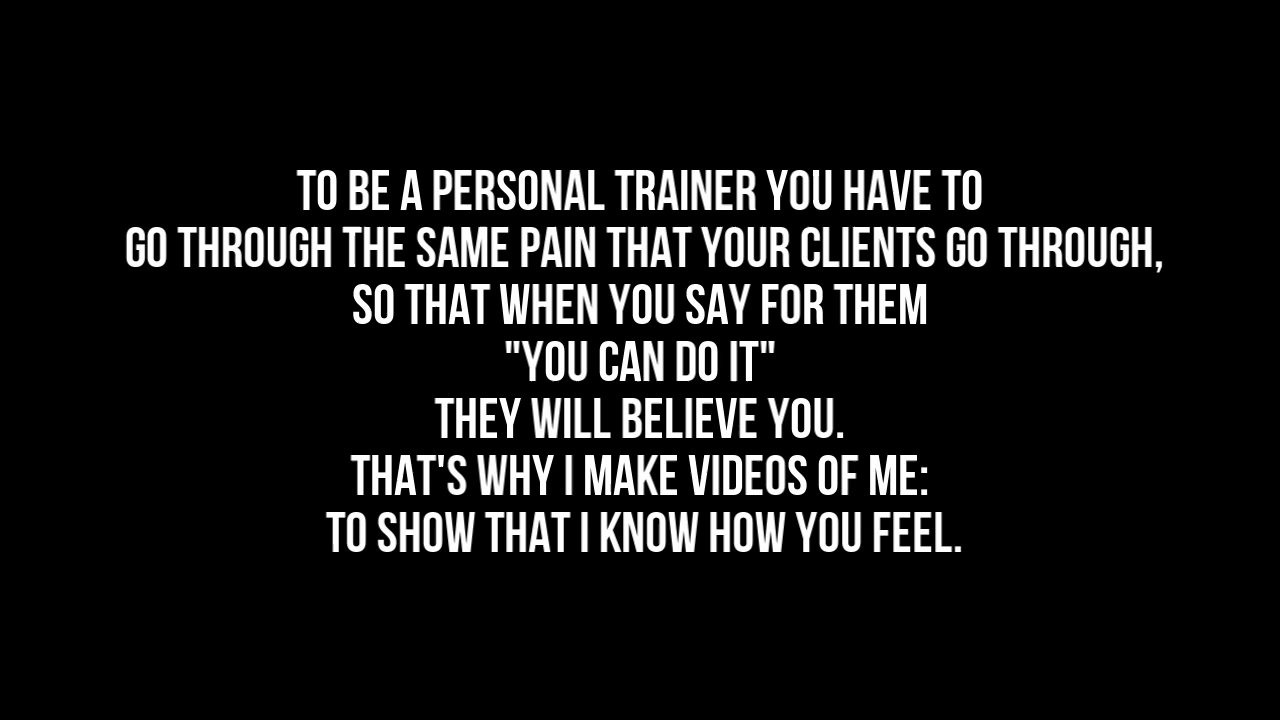 TO BE A PERSONAL TRAINER YOU HAVE TO
GO THROUGH THE SAME PAIN THAT YOUR CLIENTS GO THROUGH,
SO THAT WHEN YOU SAY FOR THEM
"YOU CAN DO IT"
THEY WILL BELIEVE YOU.
THAT'S WHY I MAKE VIDEOS OF ME:
TO SHOW THAT I KNOW HOW YOU FEEL.